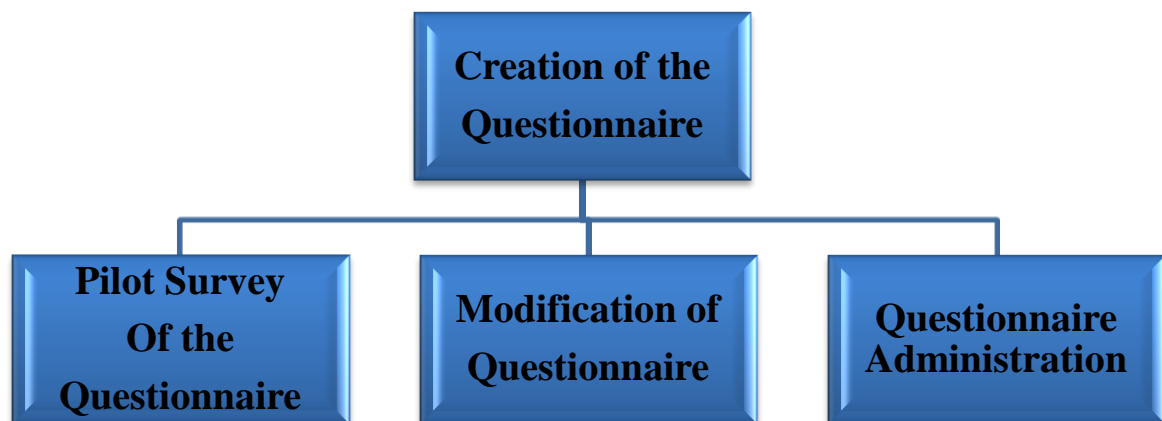 Creation of the
Questionnaire
Pilot Survey
Of the
Questionnaire
Modification of
Questionnaire
Questionnaire
Administration